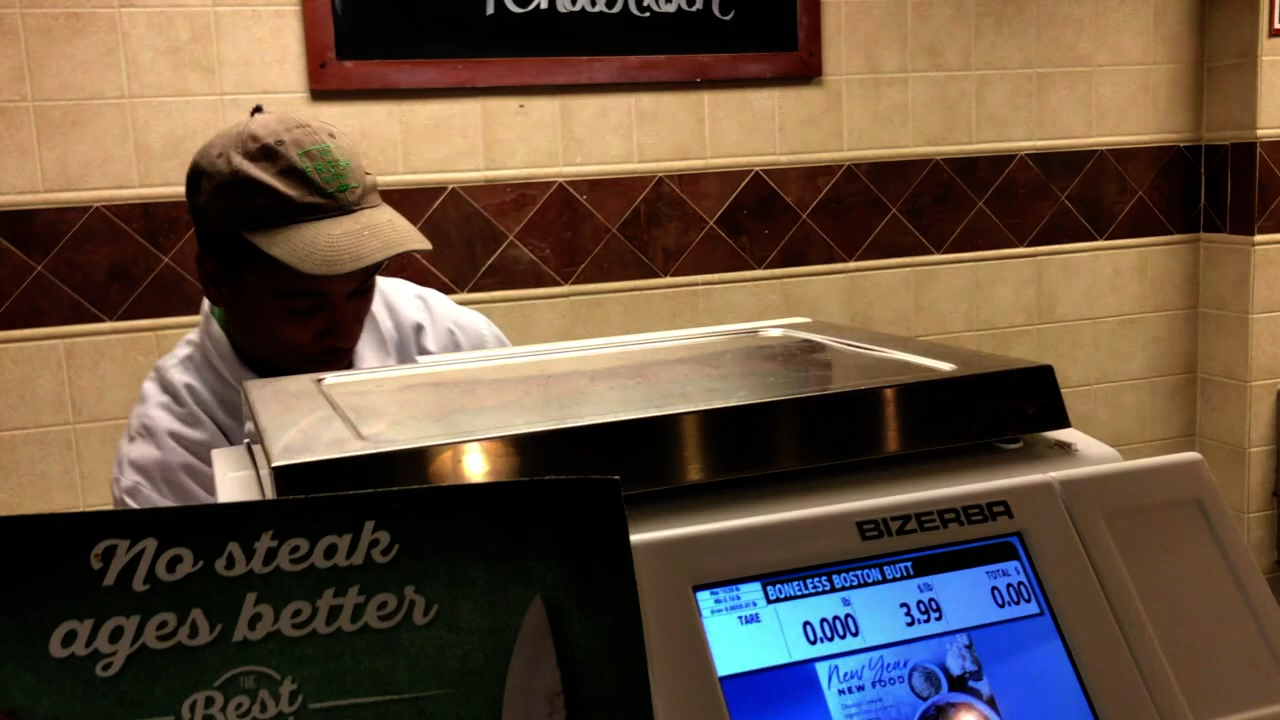 No steak
ages better
THE
Best
BIZERBA
BONELESS BOSTON BUTT
TARE
lb
$/lb
TOTAL $
0.000
3.99
0.00
New Year
NEW FOOD